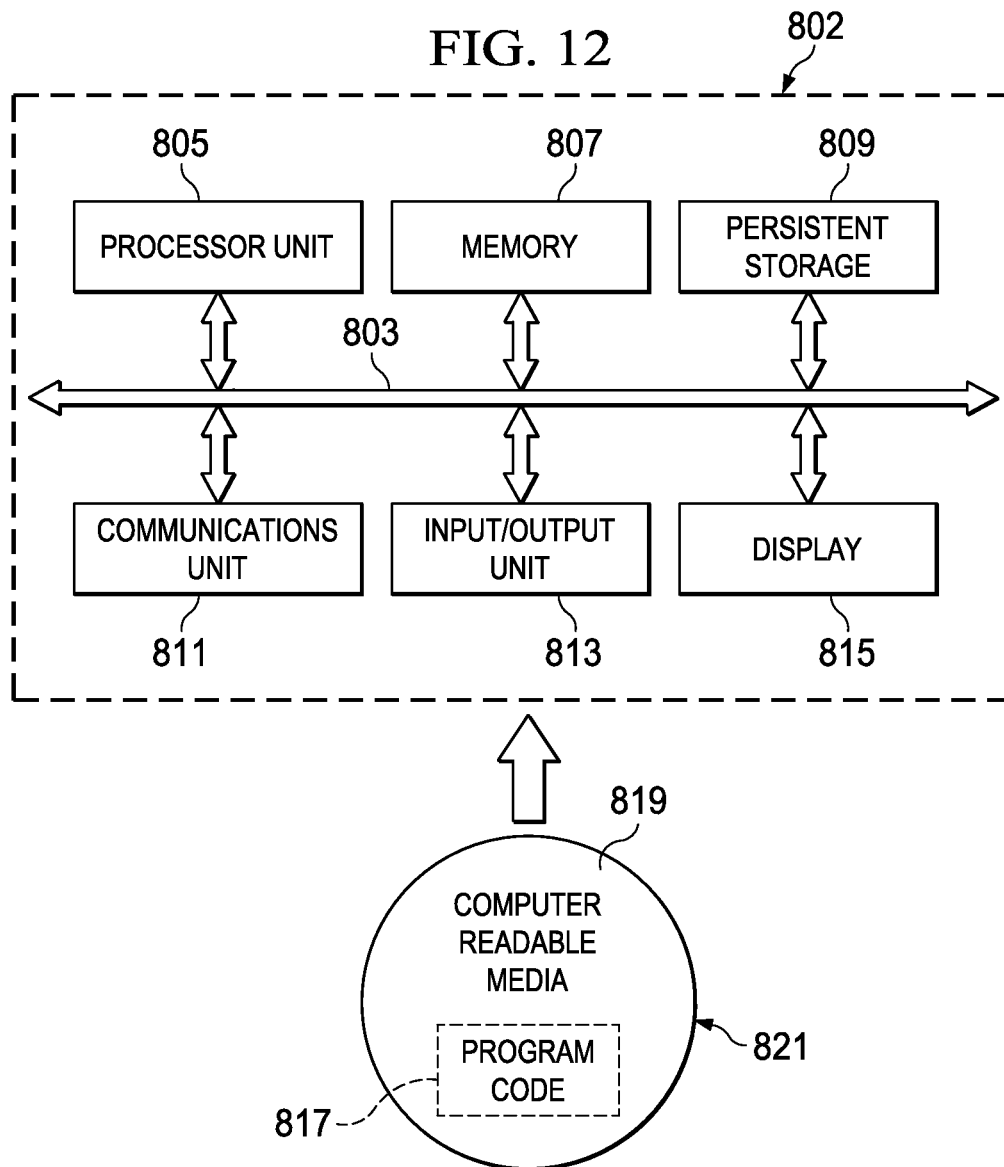 FIG. 12
802
805
807
809
PROCESSOR UNIT
MEMORY
PERSISTENT
STORAGE
803
COMMUNICATIONS
UNIT
INPUT/OUTPUT
UNIT
DISPLAY
811
813
815
819
COMPUTER
READABLE
MEDIA
PROGRAM
CODE
817
821